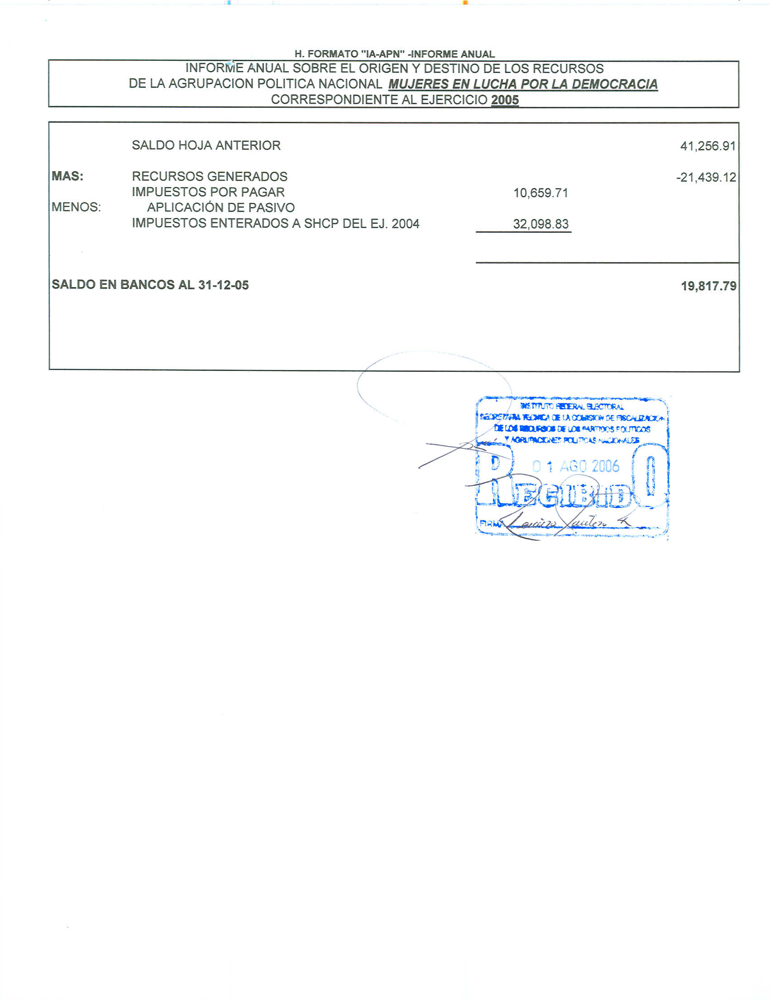 H. FORMATO "IA-APN" -INFORME ANUAL
INFORME ANUAL SOBRE EL ORIGEN Y DESTINO DE LOS RECURSOS
DE LA AGRUPACION POLITICA NACIONAL MUJERES EN LUCHA POR LA DEMOCRACIA
CORRESPONDIENTE AL EJERCICIO 2005
SALDO HOJA ANTERIOR 41,256.91
MAS: RECURSOS GENERADOS -21,439.12
IMPUESTOS POR PAGAR 10,659.71
MENOS: APLICACIÓN DE PASIVO
IMPUESTOS ENTERADOS A SHCP DEL EJ. 2004 32,098.83
SALDO EN BANCOS AL 31-12-05 19,817.79
INSTITUTO FEDERAL ELECTORAL
SECRETARIA TECNICA DE LA COMISION DE FISCALIZACION
DE LOS RECURSOS DE LOS PARTIDOS POLITICOS
Y AGRUPACIONES POLITICAS NACIONALES
01 AGO 2006
RECIBIDO
FIRMA